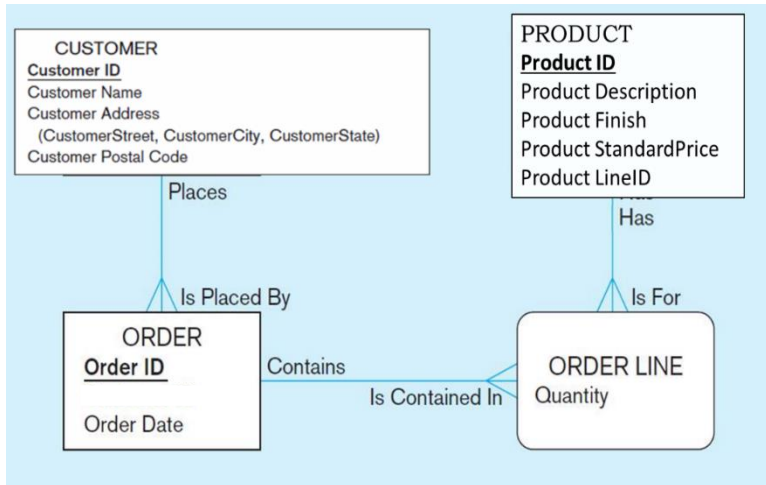 CUSTOMER
Customer ID
Customer Name
Customer Address
(CustomerStreet, CustomerCity, CustomerState)
Customer Postal Code
PRODUCT
Product ID
Product Description
Product Finish
Product StandardPrice
Product LineID
Places
Has
Is Placed By
Is For
ORDER
Order ID
Order Date
Contains
Is Contained In
ORDER LINE
Quantity